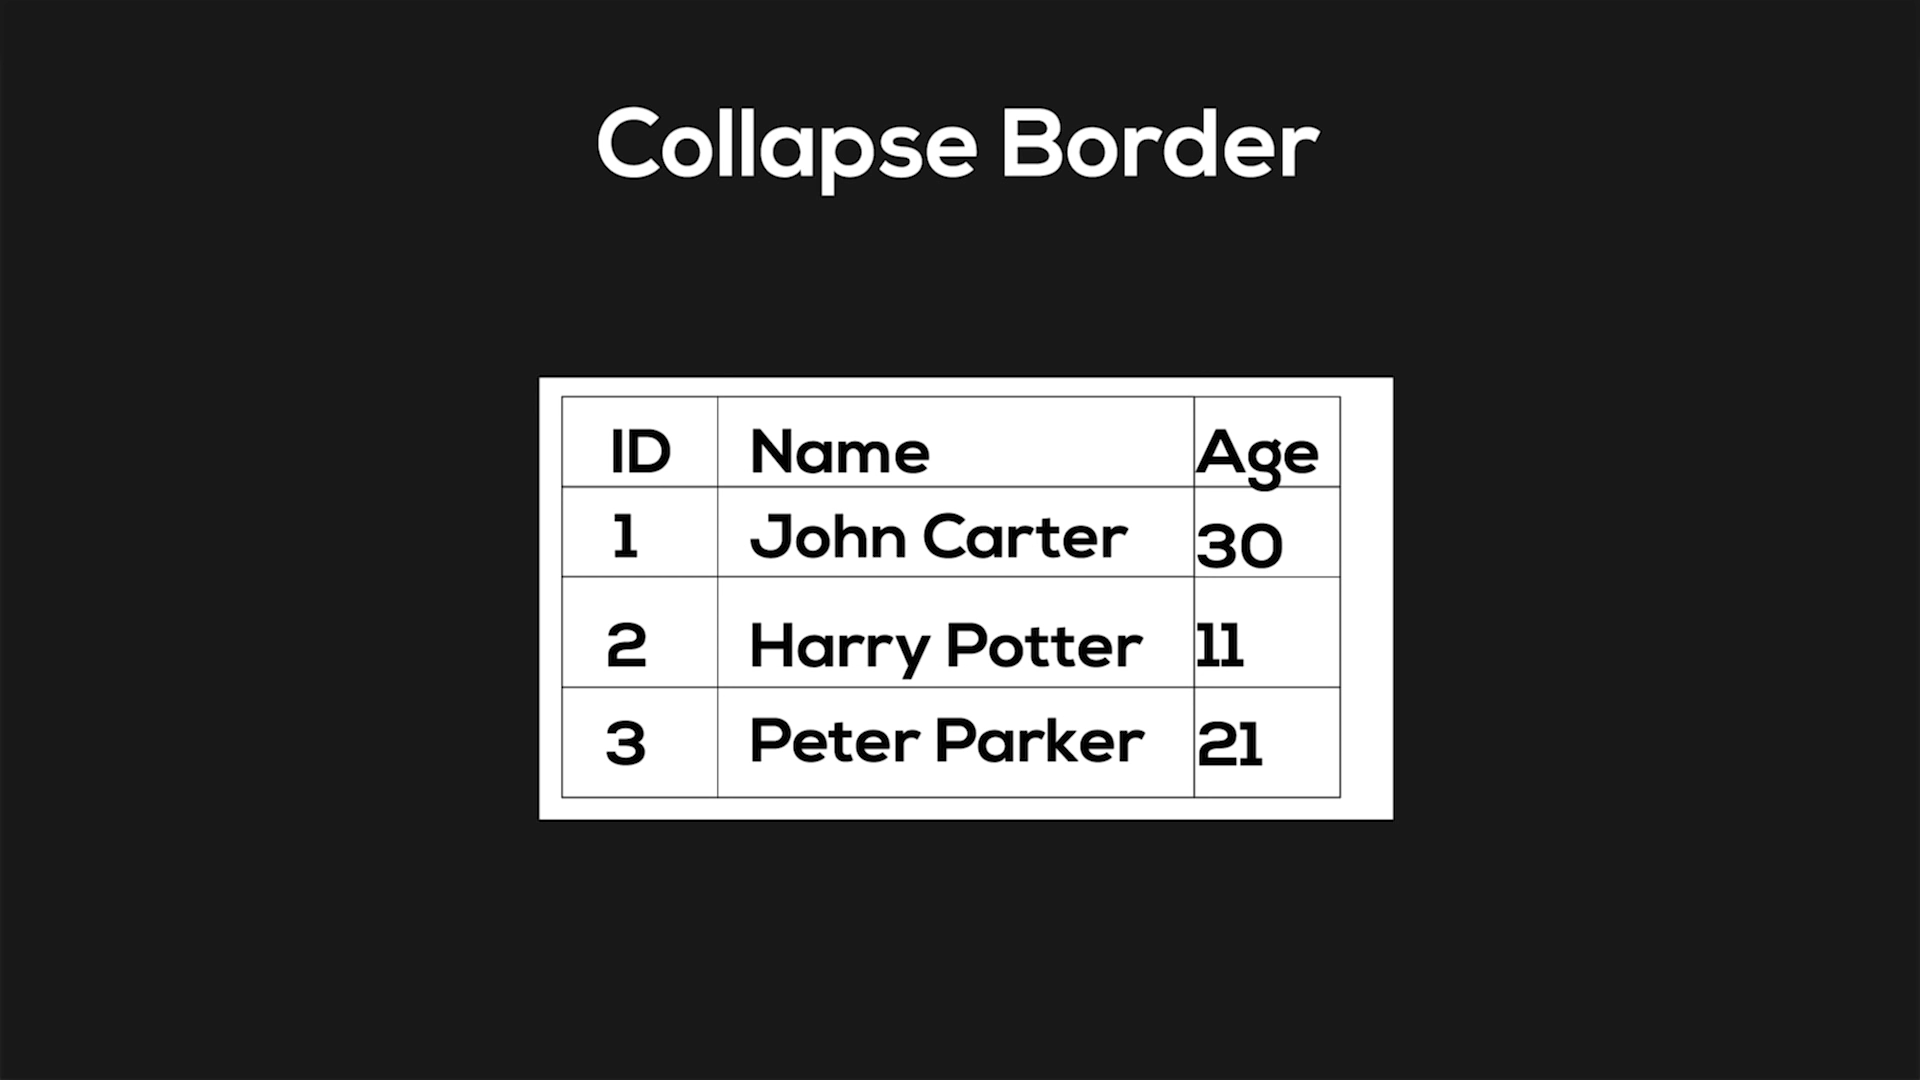 Collapse Border
ID Name Age
1 John Carter 30
2 Harry Potter 11
3 Peter Parker 21